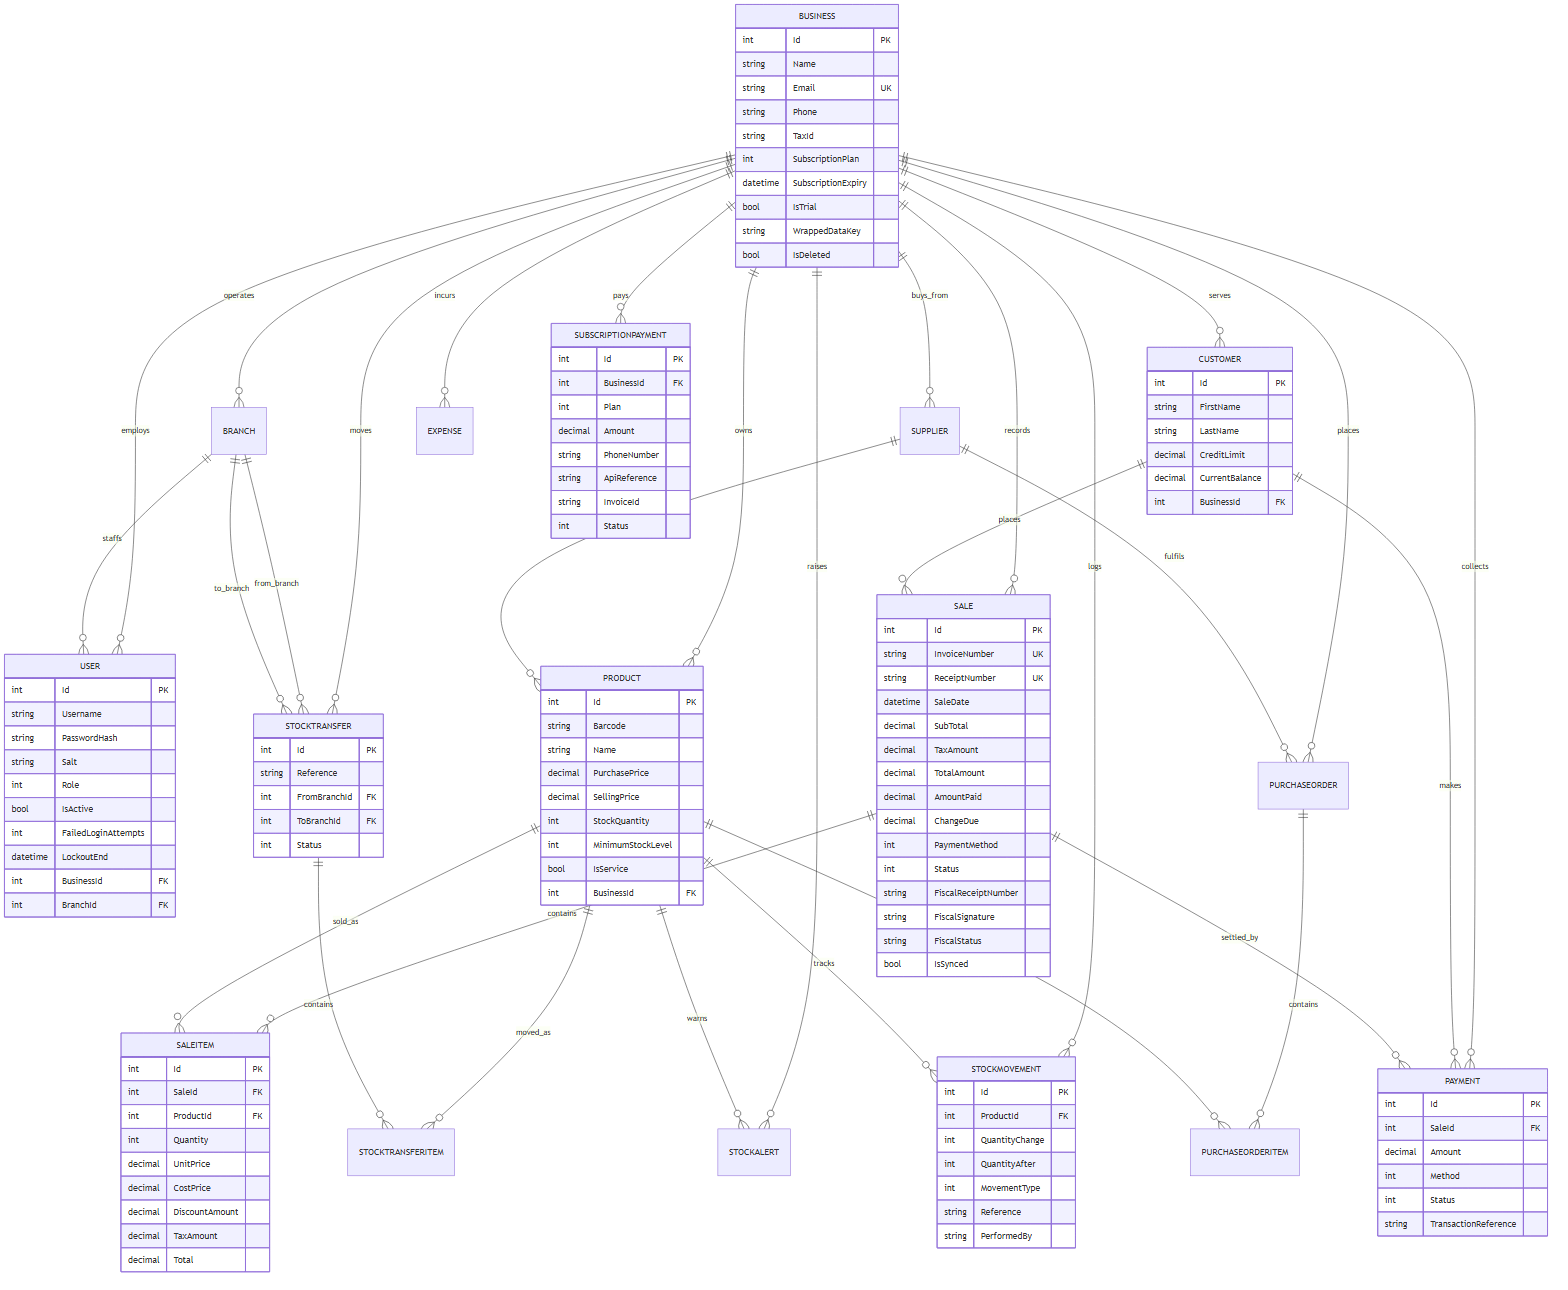 BUSINESS
int Id PK
string Name
string Email UK
string Phone
string TaxId
int SubscriptionPlan
datetime SubscriptionExpiry
bool IsTrial
string WrappedDataKey
bool IsDeleted
operates
incurs
pays
buys_from
serves
SUBSCRIPTIONPAYMENT
int Id PK
int BusinessId FK
int Plan
decimal Amount
string PhoneNumber
string ApiReference
string InvoiceId
int Status
CUSTOMER
int Id PK
string FirstName
string LastName
decimal CreditLimit
decimal CurrentBalance
int BusinessId FK
employs
BRANCH
moves
EXPENSE
owns
SUPPLIER
records
places
staffs
to_branch
from_branch
raises
places
logs
fulfils
collects
USER
int Id PK
string Username
string PasswordHash
string Salt
int Role
bool IsActive
int FailedLoginAttempts
datetime LockoutEnd
int BusinessId FK
int BranchId FK
STOCKTRANSFER
int Id PK
string Reference
int FromBranchId FK
int ToBranchId FK
int Status
PRODUCT
int Id PK
string Barcode
string Name
decimal PurchasePrice
decimal SellingPrice
int StockQuantity
int MinimumStockLevel
bool IsService
int BusinessId FK
SALE
int Id PK
string InvoiceNumber UK
string ReceiptNumber UK
datetime SaleDate
decimal SubTotal
decimal TaxAmount
decimal TotalAmount
decimal AmountPaid
decimal ChangeDue
int PaymentMethod
int Status
string FiscalReceiptNumber
string FiscalSignature
string FiscalStatus
bool IsSynced
PURCHASEORDER
makes
sold_as
contains
settled_by
tracks
contains
moved_as
warns
contains
SALEITEM
int Id PK
int SaleId FK
int ProductId FK
int Quantity
decimal UnitPrice
decimal CostPrice
decimal DiscountAmount
decimal TaxAmount
decimal Total
STOCKTRANSFERITEM
STOCKALERT
STOCKMOVEMENT
int Id PK
int ProductId FK
int QuantityChange
int QuantityAfter
int MovementType
string Reference
string PerformedBy
PURCHASEORDERITEM
PAYMENT
int Id PK
int SaleId FK
decimal Amount
int Method
int Status
string TransactionReference